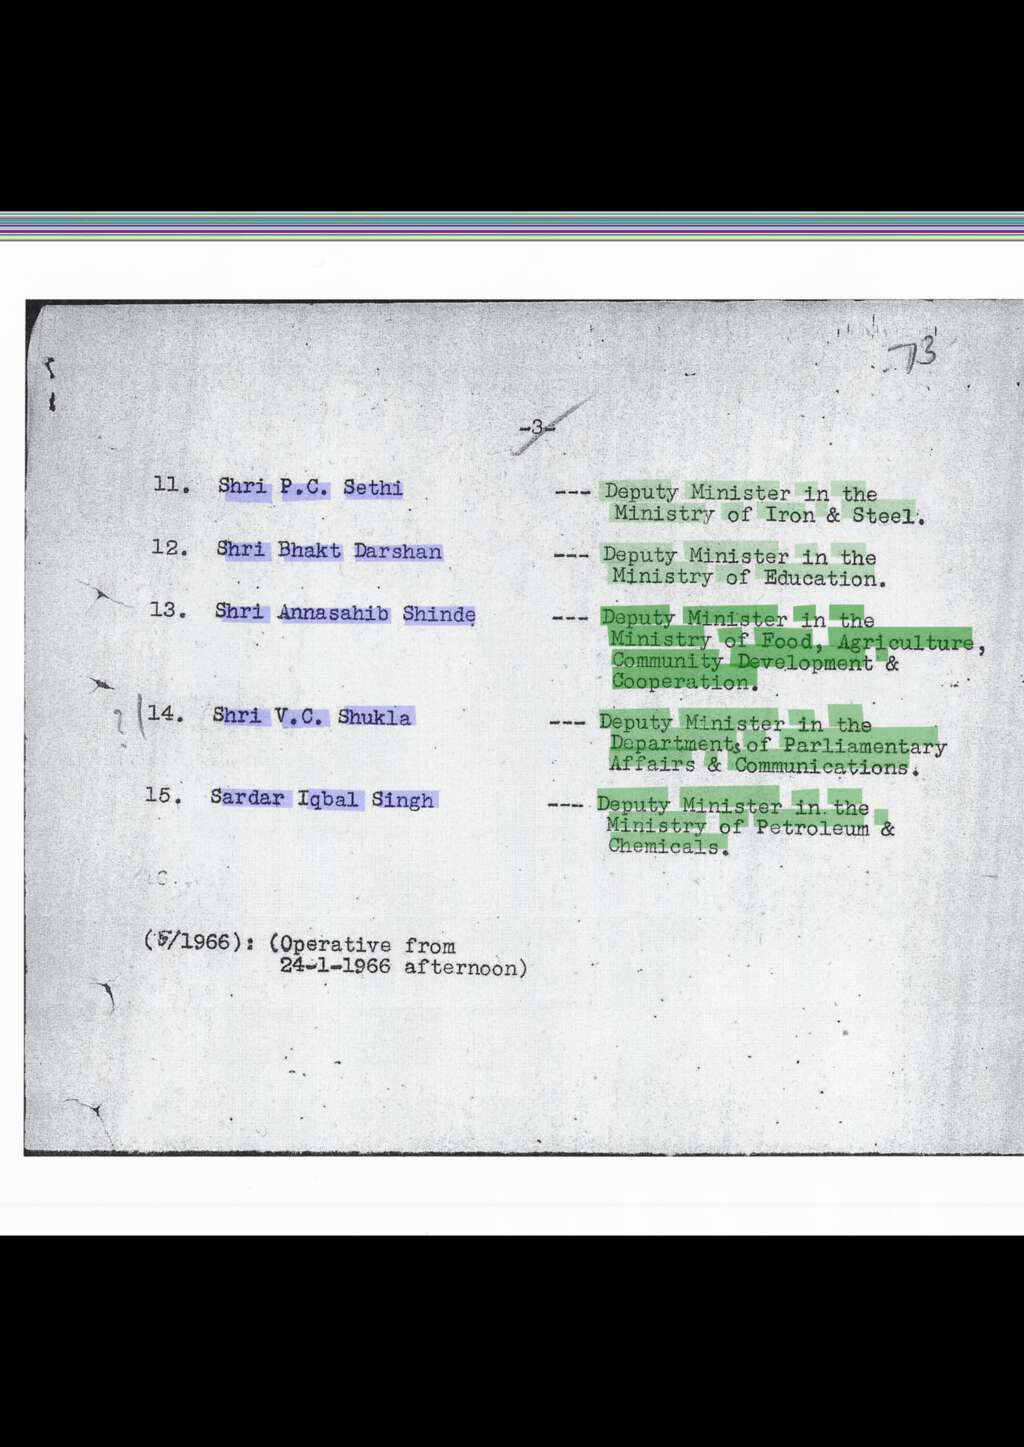 73
-3-
11. Shri P.C. Sethi --- Deputy Minister in the
Ministry of Iron & Steel.
12. Shri Bhakt Darshan --- Deputy Minister in the
Ministry of Education.
13. Shri Annasahib Shinde --- Deputy Minister in the
Ministry of Food, Agriculture,
Community Development &
Cooperation.
14. Shri V.C. Shukla --- Deputy Minister in the
Departments of Parliamentary
Affairs & Communications.
15. Sardar Iqbal Singh --- Deputy Minister in the
Ministry of Petroleum &
Chemicals.
(5/1966): (Operative from
24-1-1966 afternoon)